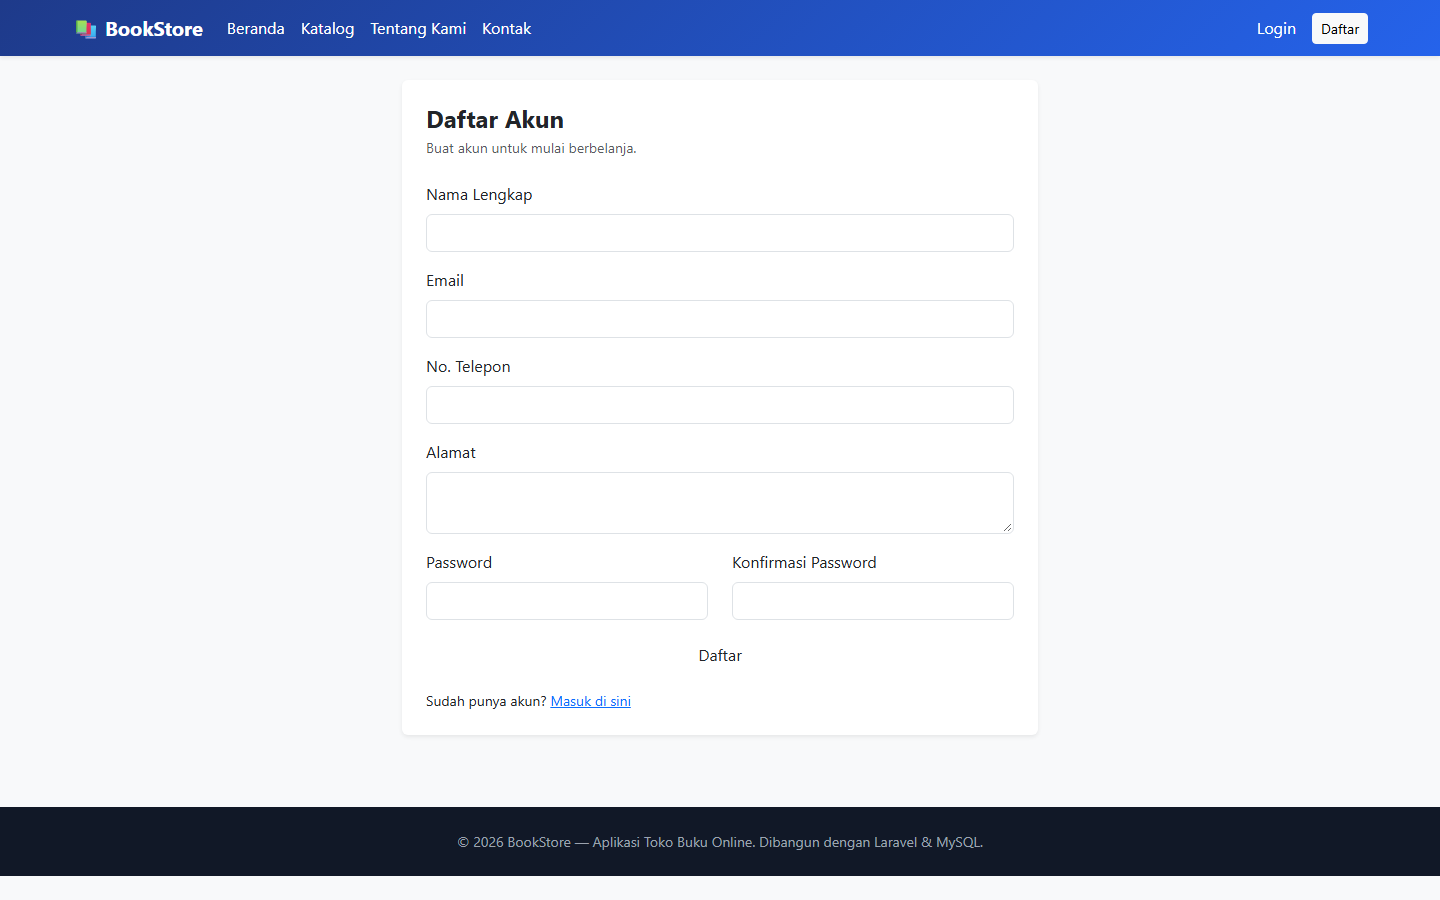 BookStore Beranda Katalog Tentang Kami Kontak Login Daftar
Daftar Akun
Buat akun untuk mulai berbelanja.
Nama Lengkap
Email
No. Telepon
Alamat
Password Konfirmasi Password
Daftar
Sudah punya akun? Masuk di sini
© 2026 BookStore — Aplikasi Toko Buku Online. Dibangun dengan Laravel & MySQL.